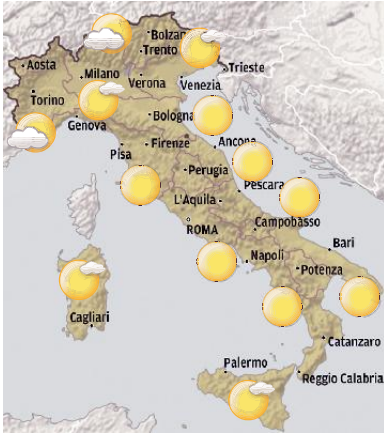 Bolzan
Trento
Aosta
Milano
Trieste
Verona
Venezia
Torino
Genova
Bologna
Firenze
Ancona
Pisa
Perugia
Pescara
L'Aquila
Campobasso
ROMA
Bari
Napoli
Potenza
Cagliari
Catanzaro
Palermo
Reggio Calabria